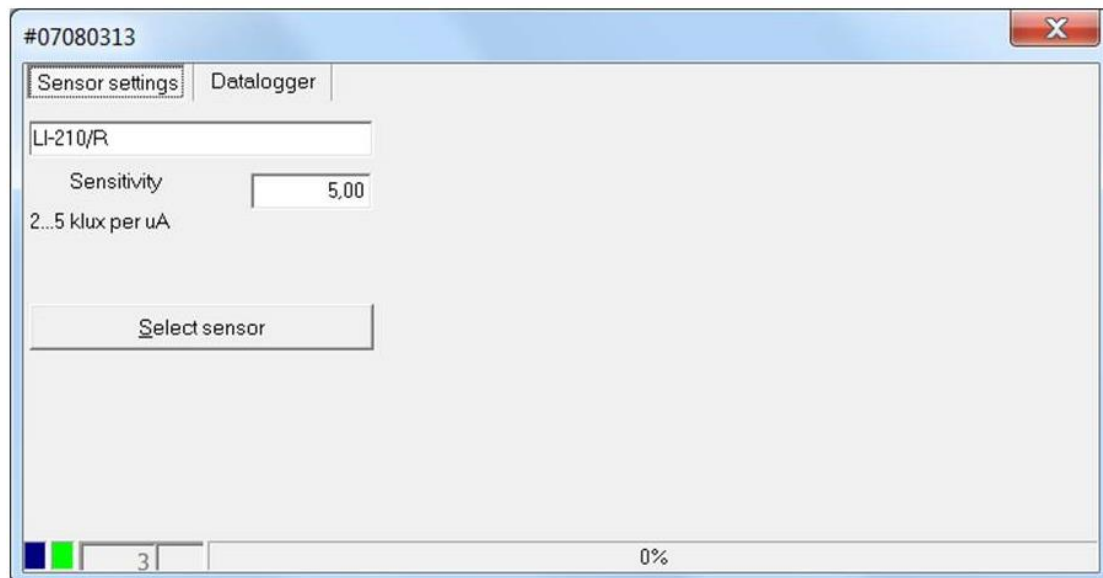 #07080313
Sensor settings Datalogger
LI-210/R
Sensitivity 5,00
2...5 klux per uA
Select sensor
3 0%